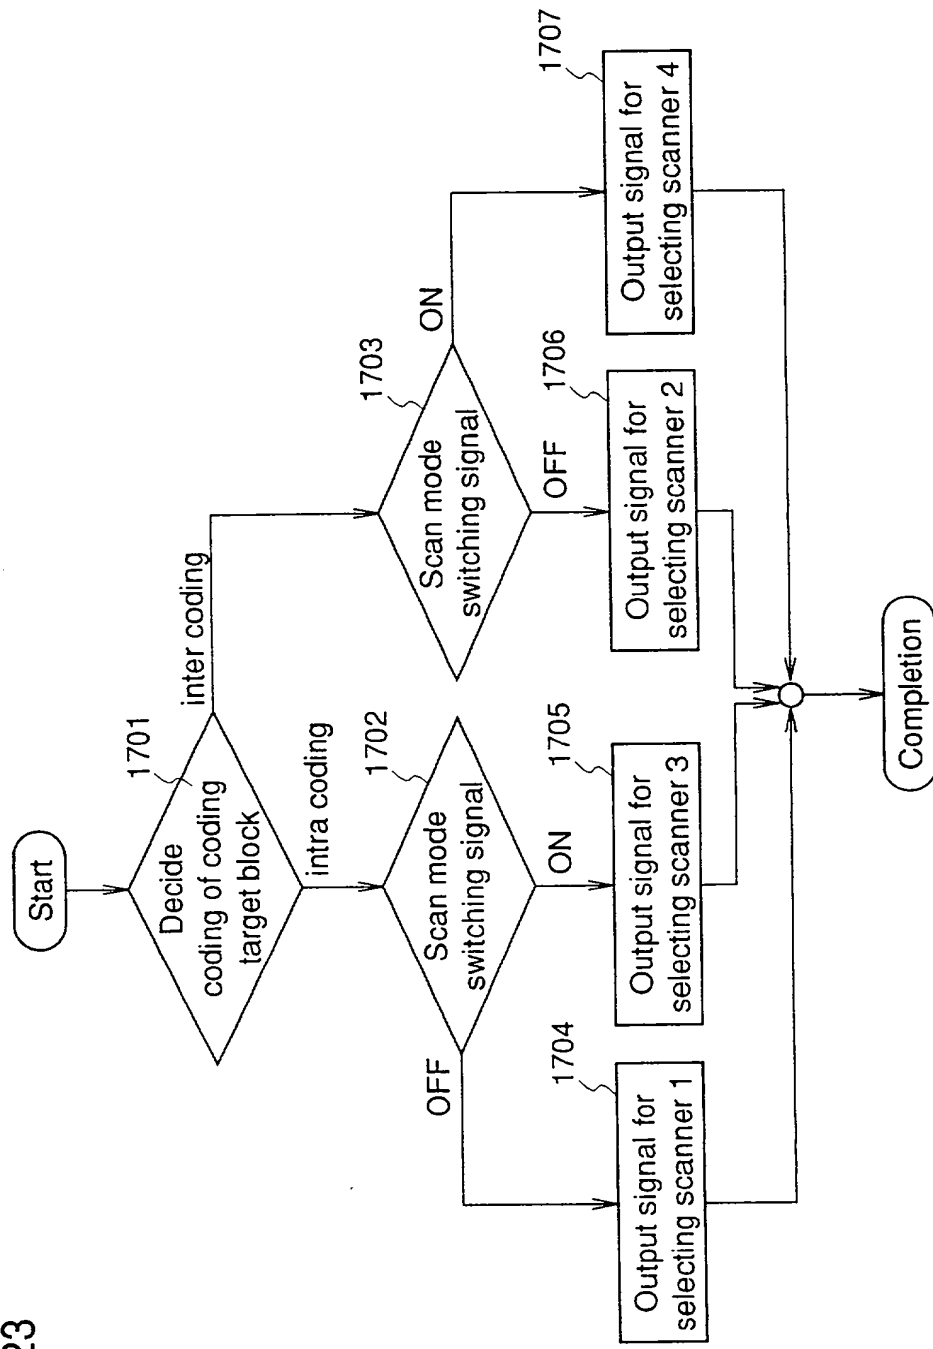 23
Start
1701
Decide
coding of coding
target block
inter coding
intra coding
1702
Scan mode
switching signal
OFF
ON
1703
Scan mode
switching signal
ON
OFF
1704
Output signal for
selecting scanner 1
1705
Output signal for
selecting scanner 3
1706
Output signal for
selecting scanner 2
1707
Output signal for
selecting scanner 4
Completion